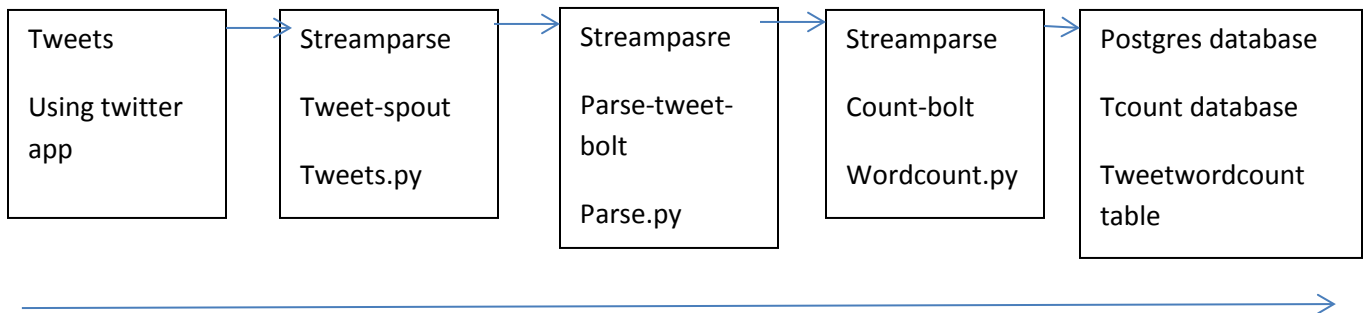 Tweets
Using twitter
app
Streamparse
Tweet-spout
Tweets.py
Streampasre
Parse-tweet-
bolt
Parse.py
Streamparse
Count-bolt
Wordcount.py
Postgres database
Tcount database
Tweetwordcount
table